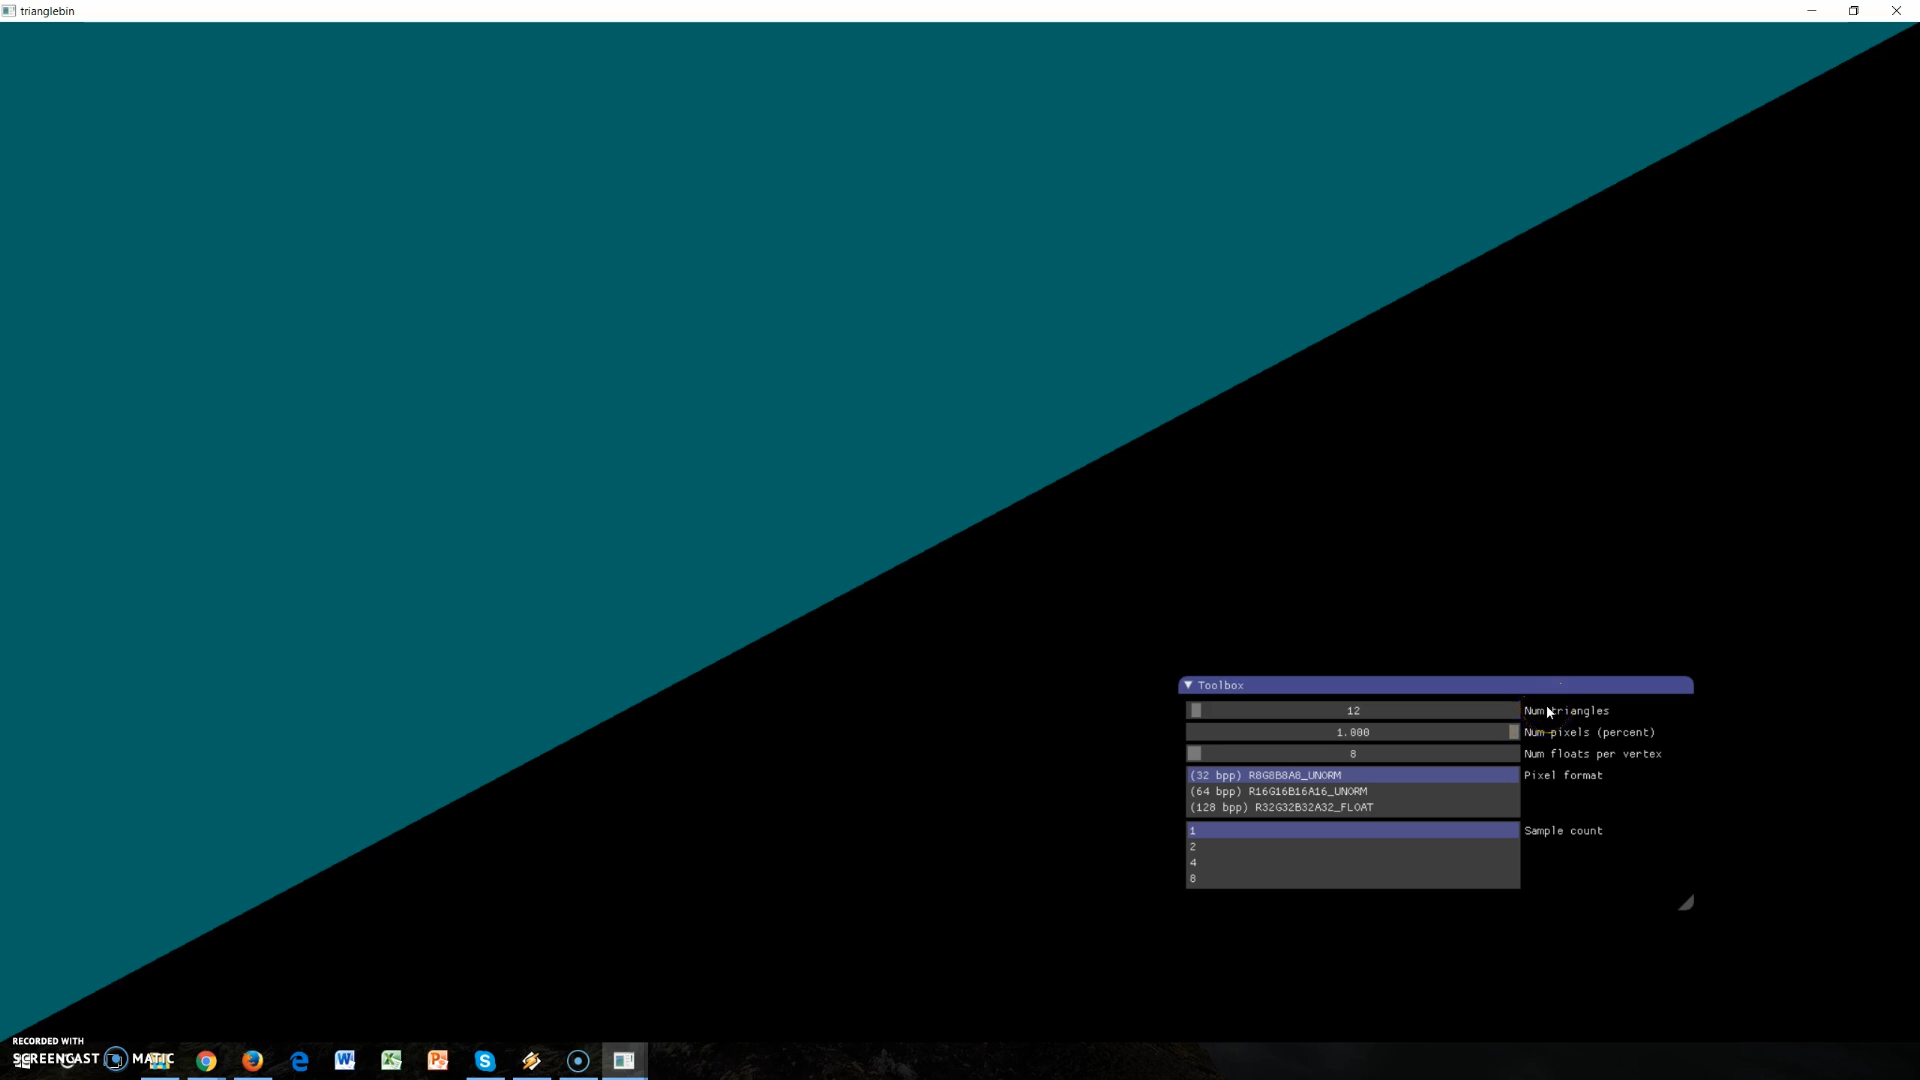 trianglebin
Toolbox
12 Num triangles
1.000 Num pixels (percent)
8 Num floats per vertex
(32 bpp) R8G8B8A8_UNORM Pixel format
(64 bpp) R16G16B16A16_UNORM
(128 bpp) R32G32B32A32_FLOAT
1 Sample count
2
4
8
RECORDED WITH
SCREENCAST MATIC